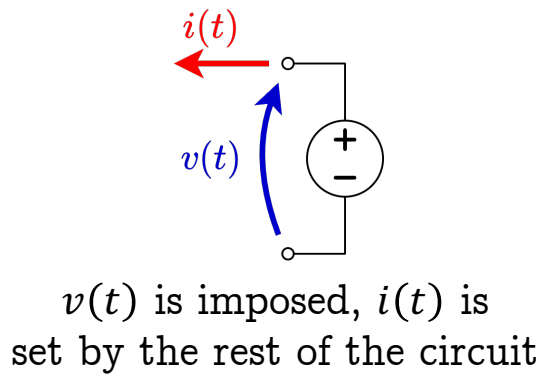 i(t)
v(t)
+
−
v(t) is imposed, i(t) is
set by the rest of the circuit